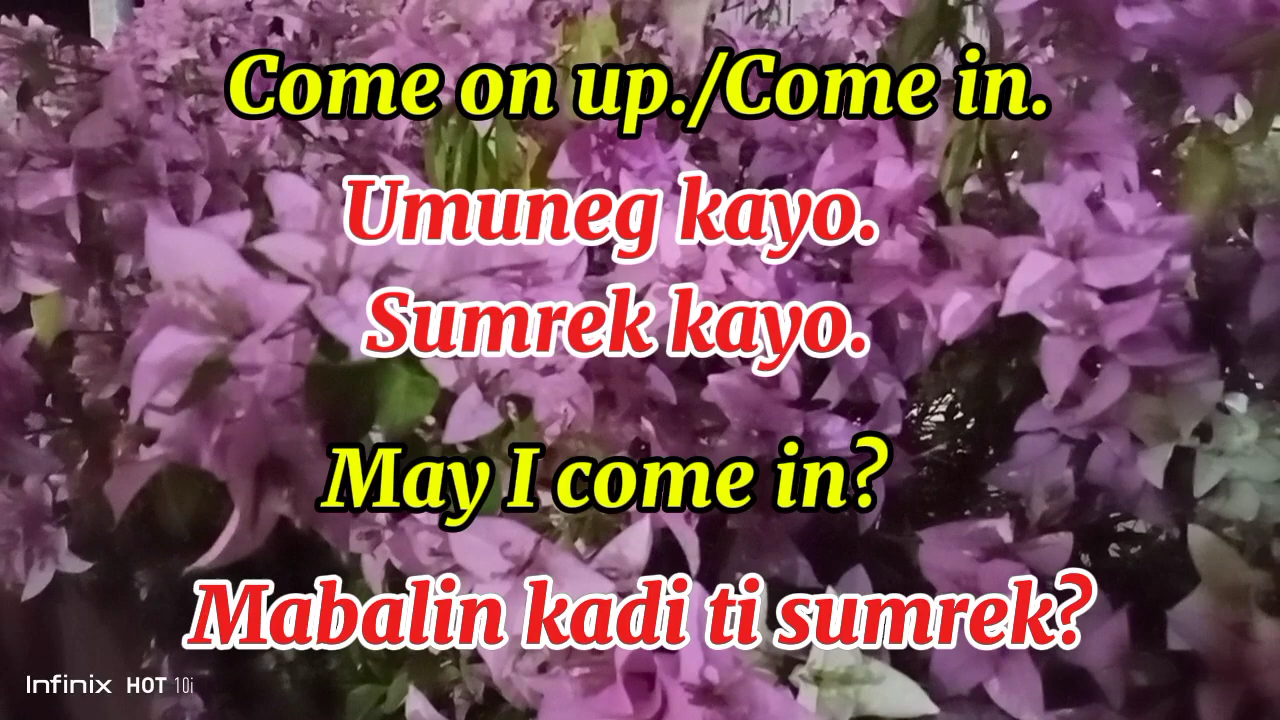 Come on up./Come in.
Umuneg kayo.
Sumrek kayo.
May I come in?
Mabalin kadi ti sumrek?
Infinix HOT 10i